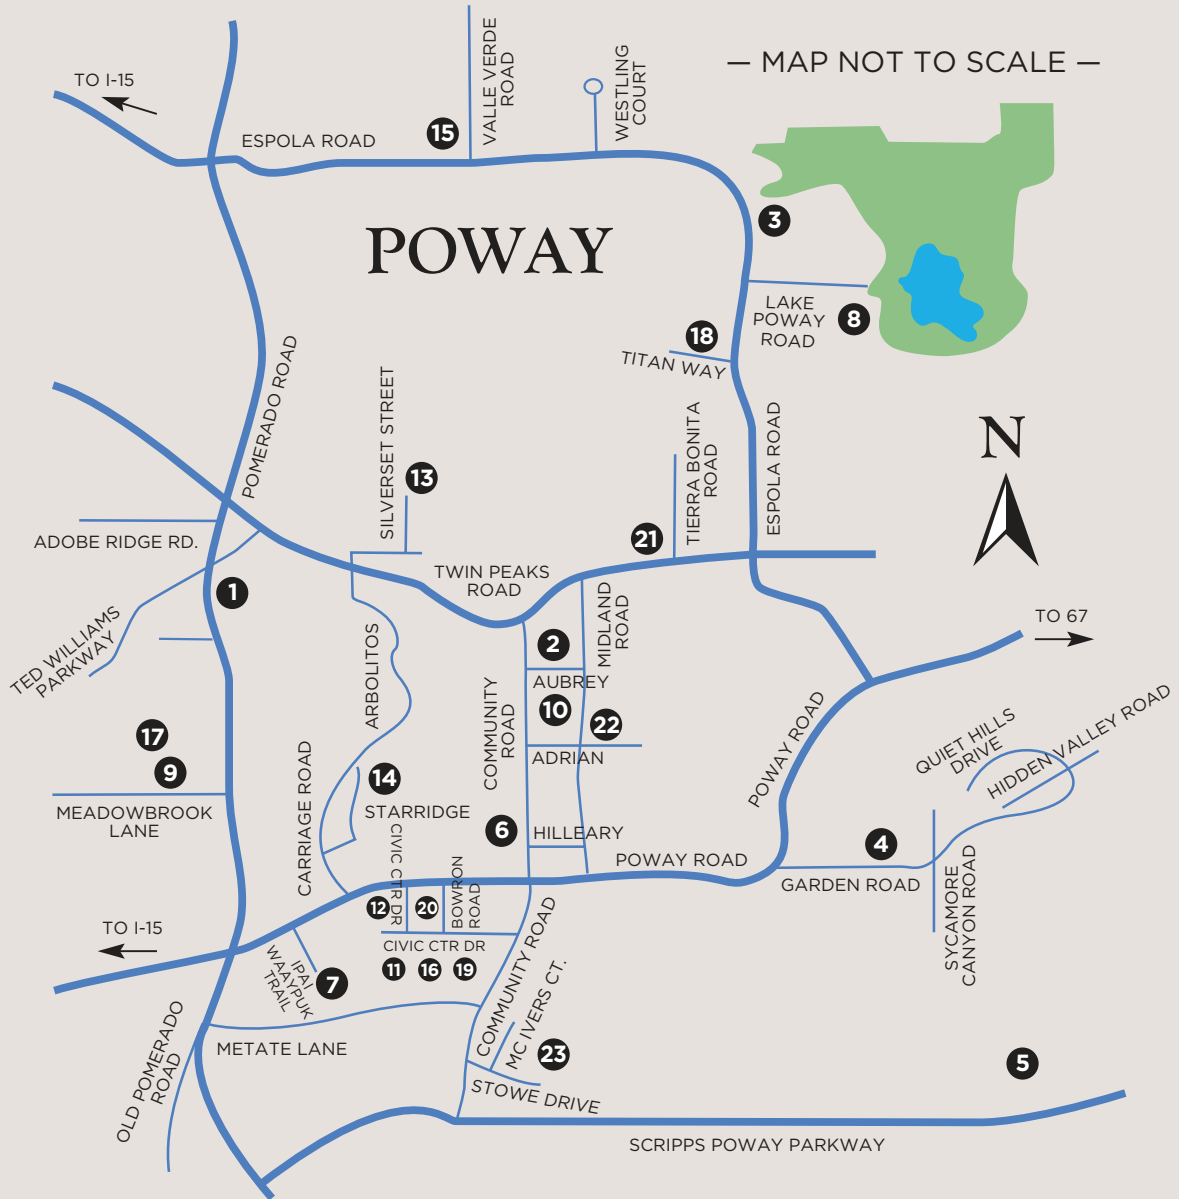 — MAP NOT TO SCALE —
TO I-15
VALLE VERDE
ROAD
WESTLING
COURT
ESPOLA ROAD
15
3
POWAY
LAKE
POWAY
ROAD
8
18
TITAN WAY
POMERADO ROAD
SILVERSET STREET
13
TIERRA BONITA
ROAD
ESPOLA ROAD
N
ADOBE RIDGE RD.
21
TWIN PEAKS
ROAD
1
MIDLAND
ROAD
TO 67
TED WILLIAMS
PARKWAY
2
AUBREY
ARBOLITOS
10
22
COMMUNITY
ROAD
ADRIAN
17
9
MEADOWBROOK
LANE
POWAY ROAD
QUIET HILLS
DRIVE
HIDDEN VALLEY ROAD
14
STARRIDGE
CARRIAGE ROAD
6
HILLEARY
4
CIVIC CTR DR
BOWRON
ROAD
POWAY ROAD
GARDEN ROAD
SYCAMORE
CANYON ROAD
12
20
TO I-15
CIVIC CTR DR
11
16
19
IPAI
WAAYPUK
TRAIL
7
COMMUNITY ROAD
MC IVERS CT.
METATE LANE
OLD POMERADO
ROAD
23
5
STOWE DRIVE
SCRIPPS POWAY PARKWAY